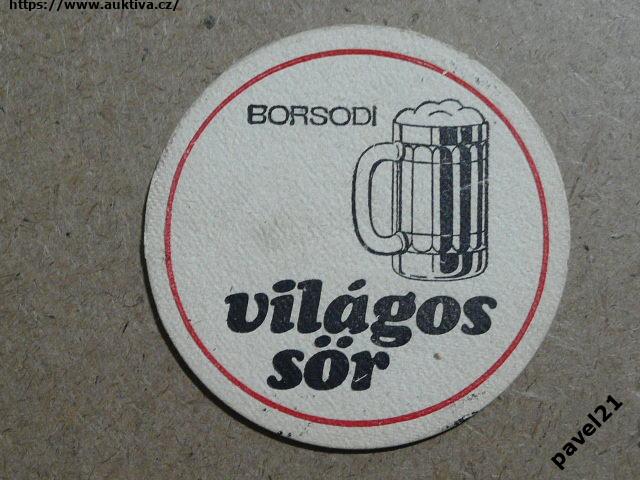 https://www.auktiva.cz/
BORSODI
világos
sör
pavel21